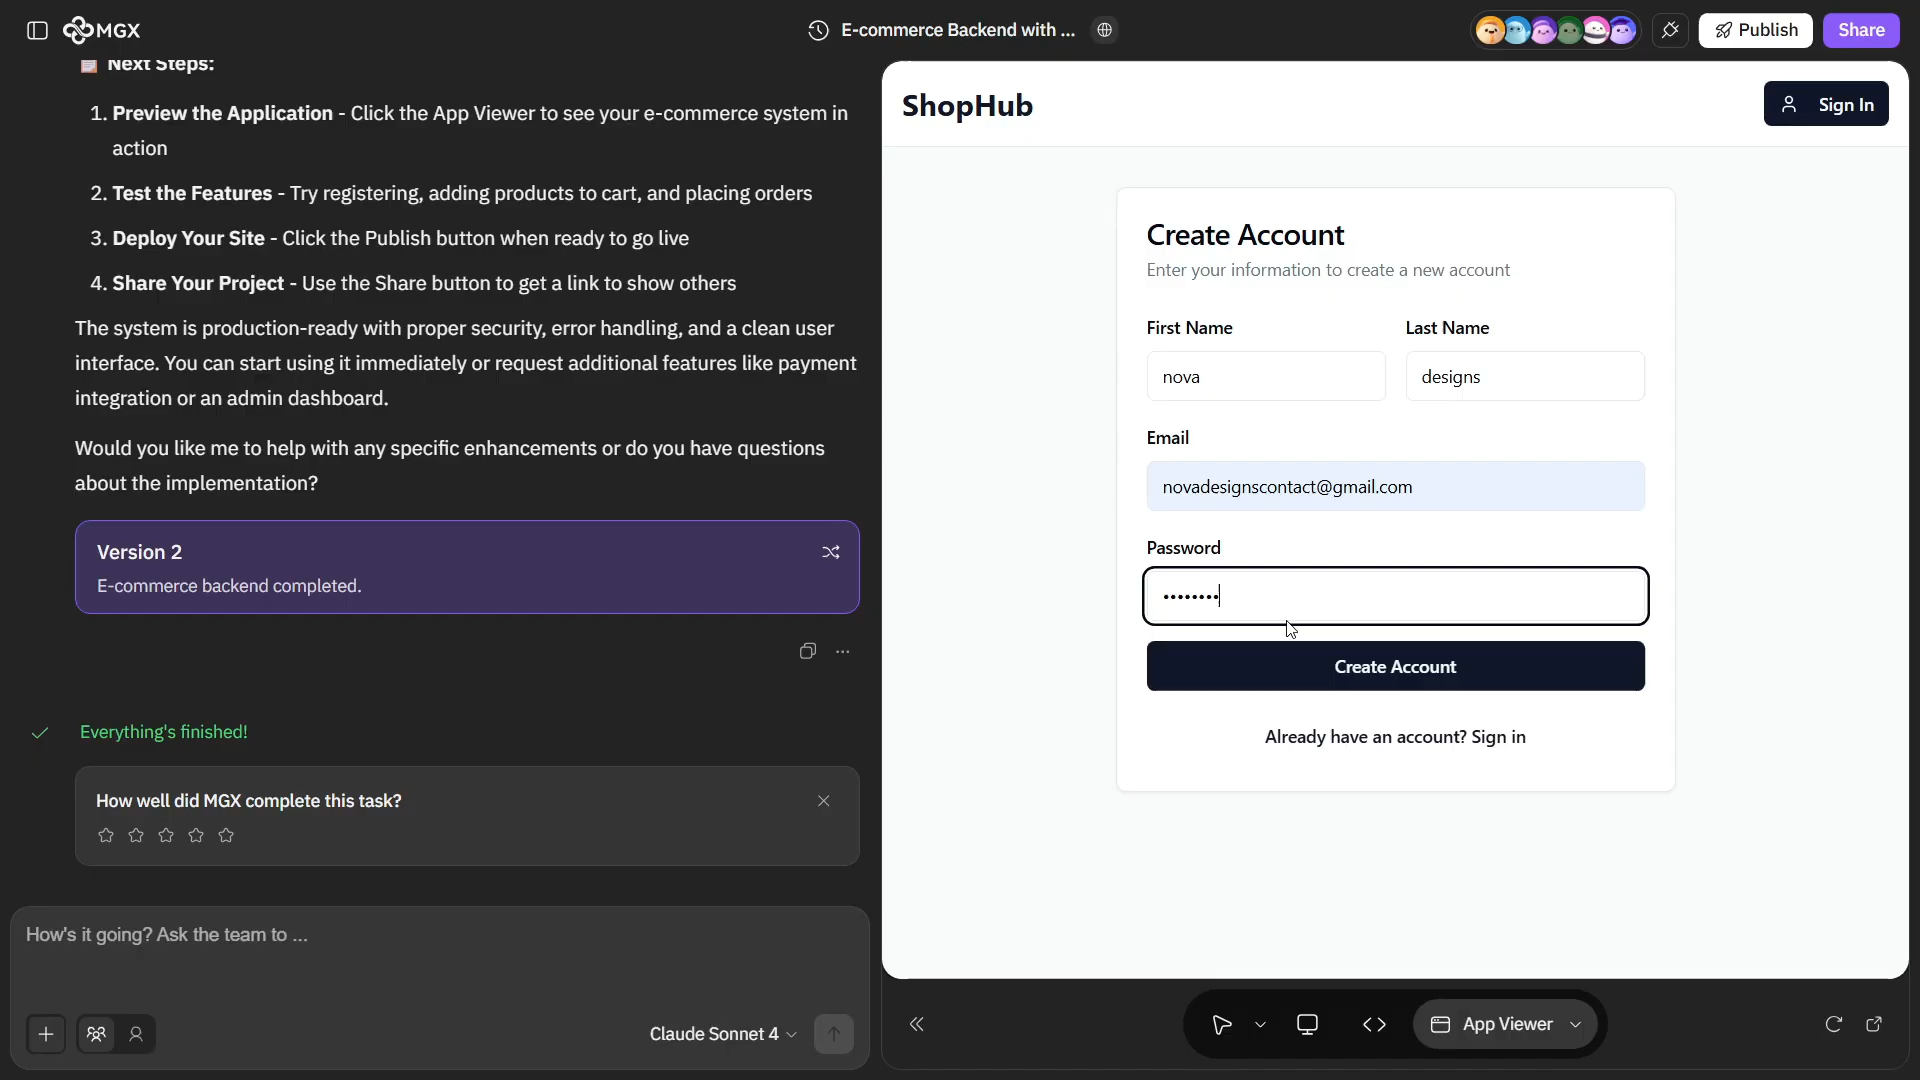 MGX
E-commerce Backend with ...
Publish
Share
Next Steps:
1. Preview the Application - Click the App Viewer to see your e-commerce system in
action
2. Test the Features - Try registering, adding products to cart, and placing orders
3. Deploy Your Site - Click the Publish button when ready to go live
4. Share Your Project - Use the Share button to get a link to show others
The system is production-ready with proper security, error handling, and a clean user
interface. You can start using it immediately or request additional features like payment
integration or an admin dashboard.
Would you like me to help with any specific enhancements or do you have questions
about the implementation?
Version 2
E-commerce backend completed.
Everything's finished!
How well did MGX complete this task?
How's it going? Ask the team to ...
Claude Sonnet 4
ShopHub
Sign In
Create Account
Enter your information to create a new account
First Name
Last Name
nova
designs
Email
novadesignscontact@gmail.com
Password
••••••••
Create Account
Already have an account? Sign in
App Viewer